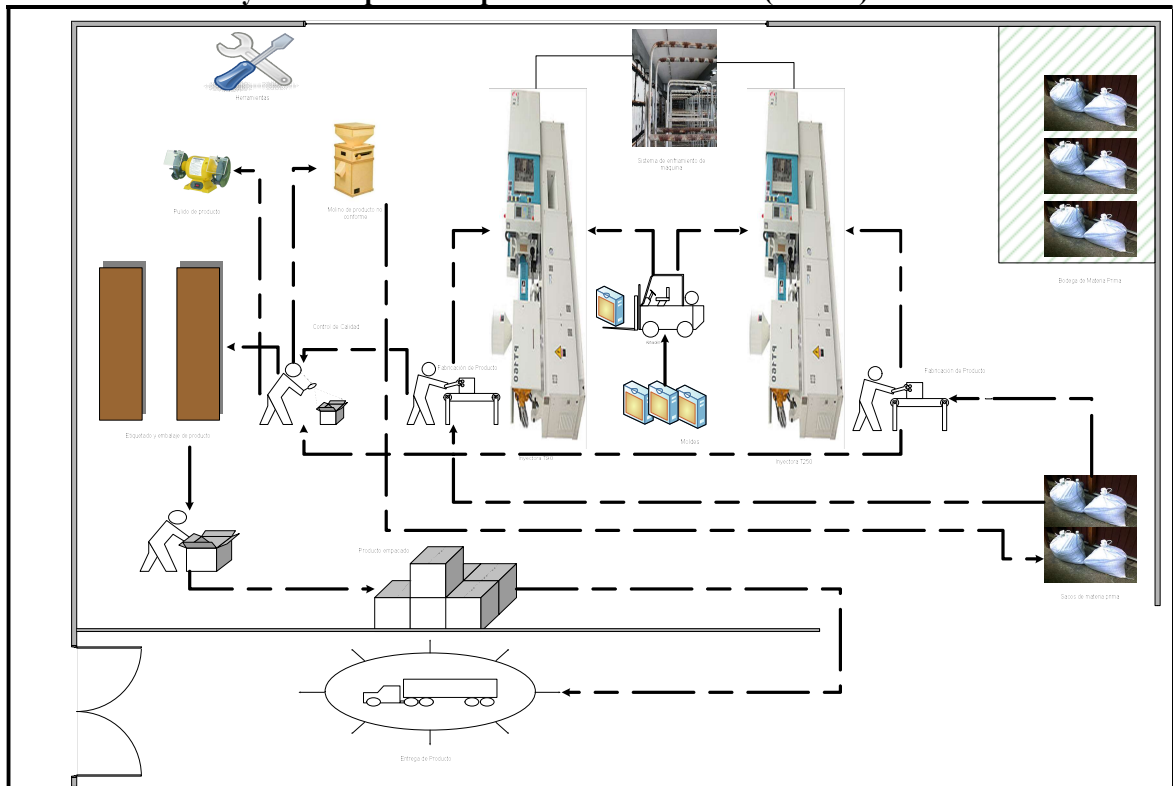 Herramientas
Sistema de enfriamiento de
maquina
Pulido de producto
Molino de producto no
conforme
Bodega de Materia Prima
Control de Calidad
Fabricación de Producto
Fabricación de Producto
Etiquetado y embalaje de producto
Moldes
Inyectora
Inyectora T250
Producto empacado
Sacos de materia prima
Entrega de Producto